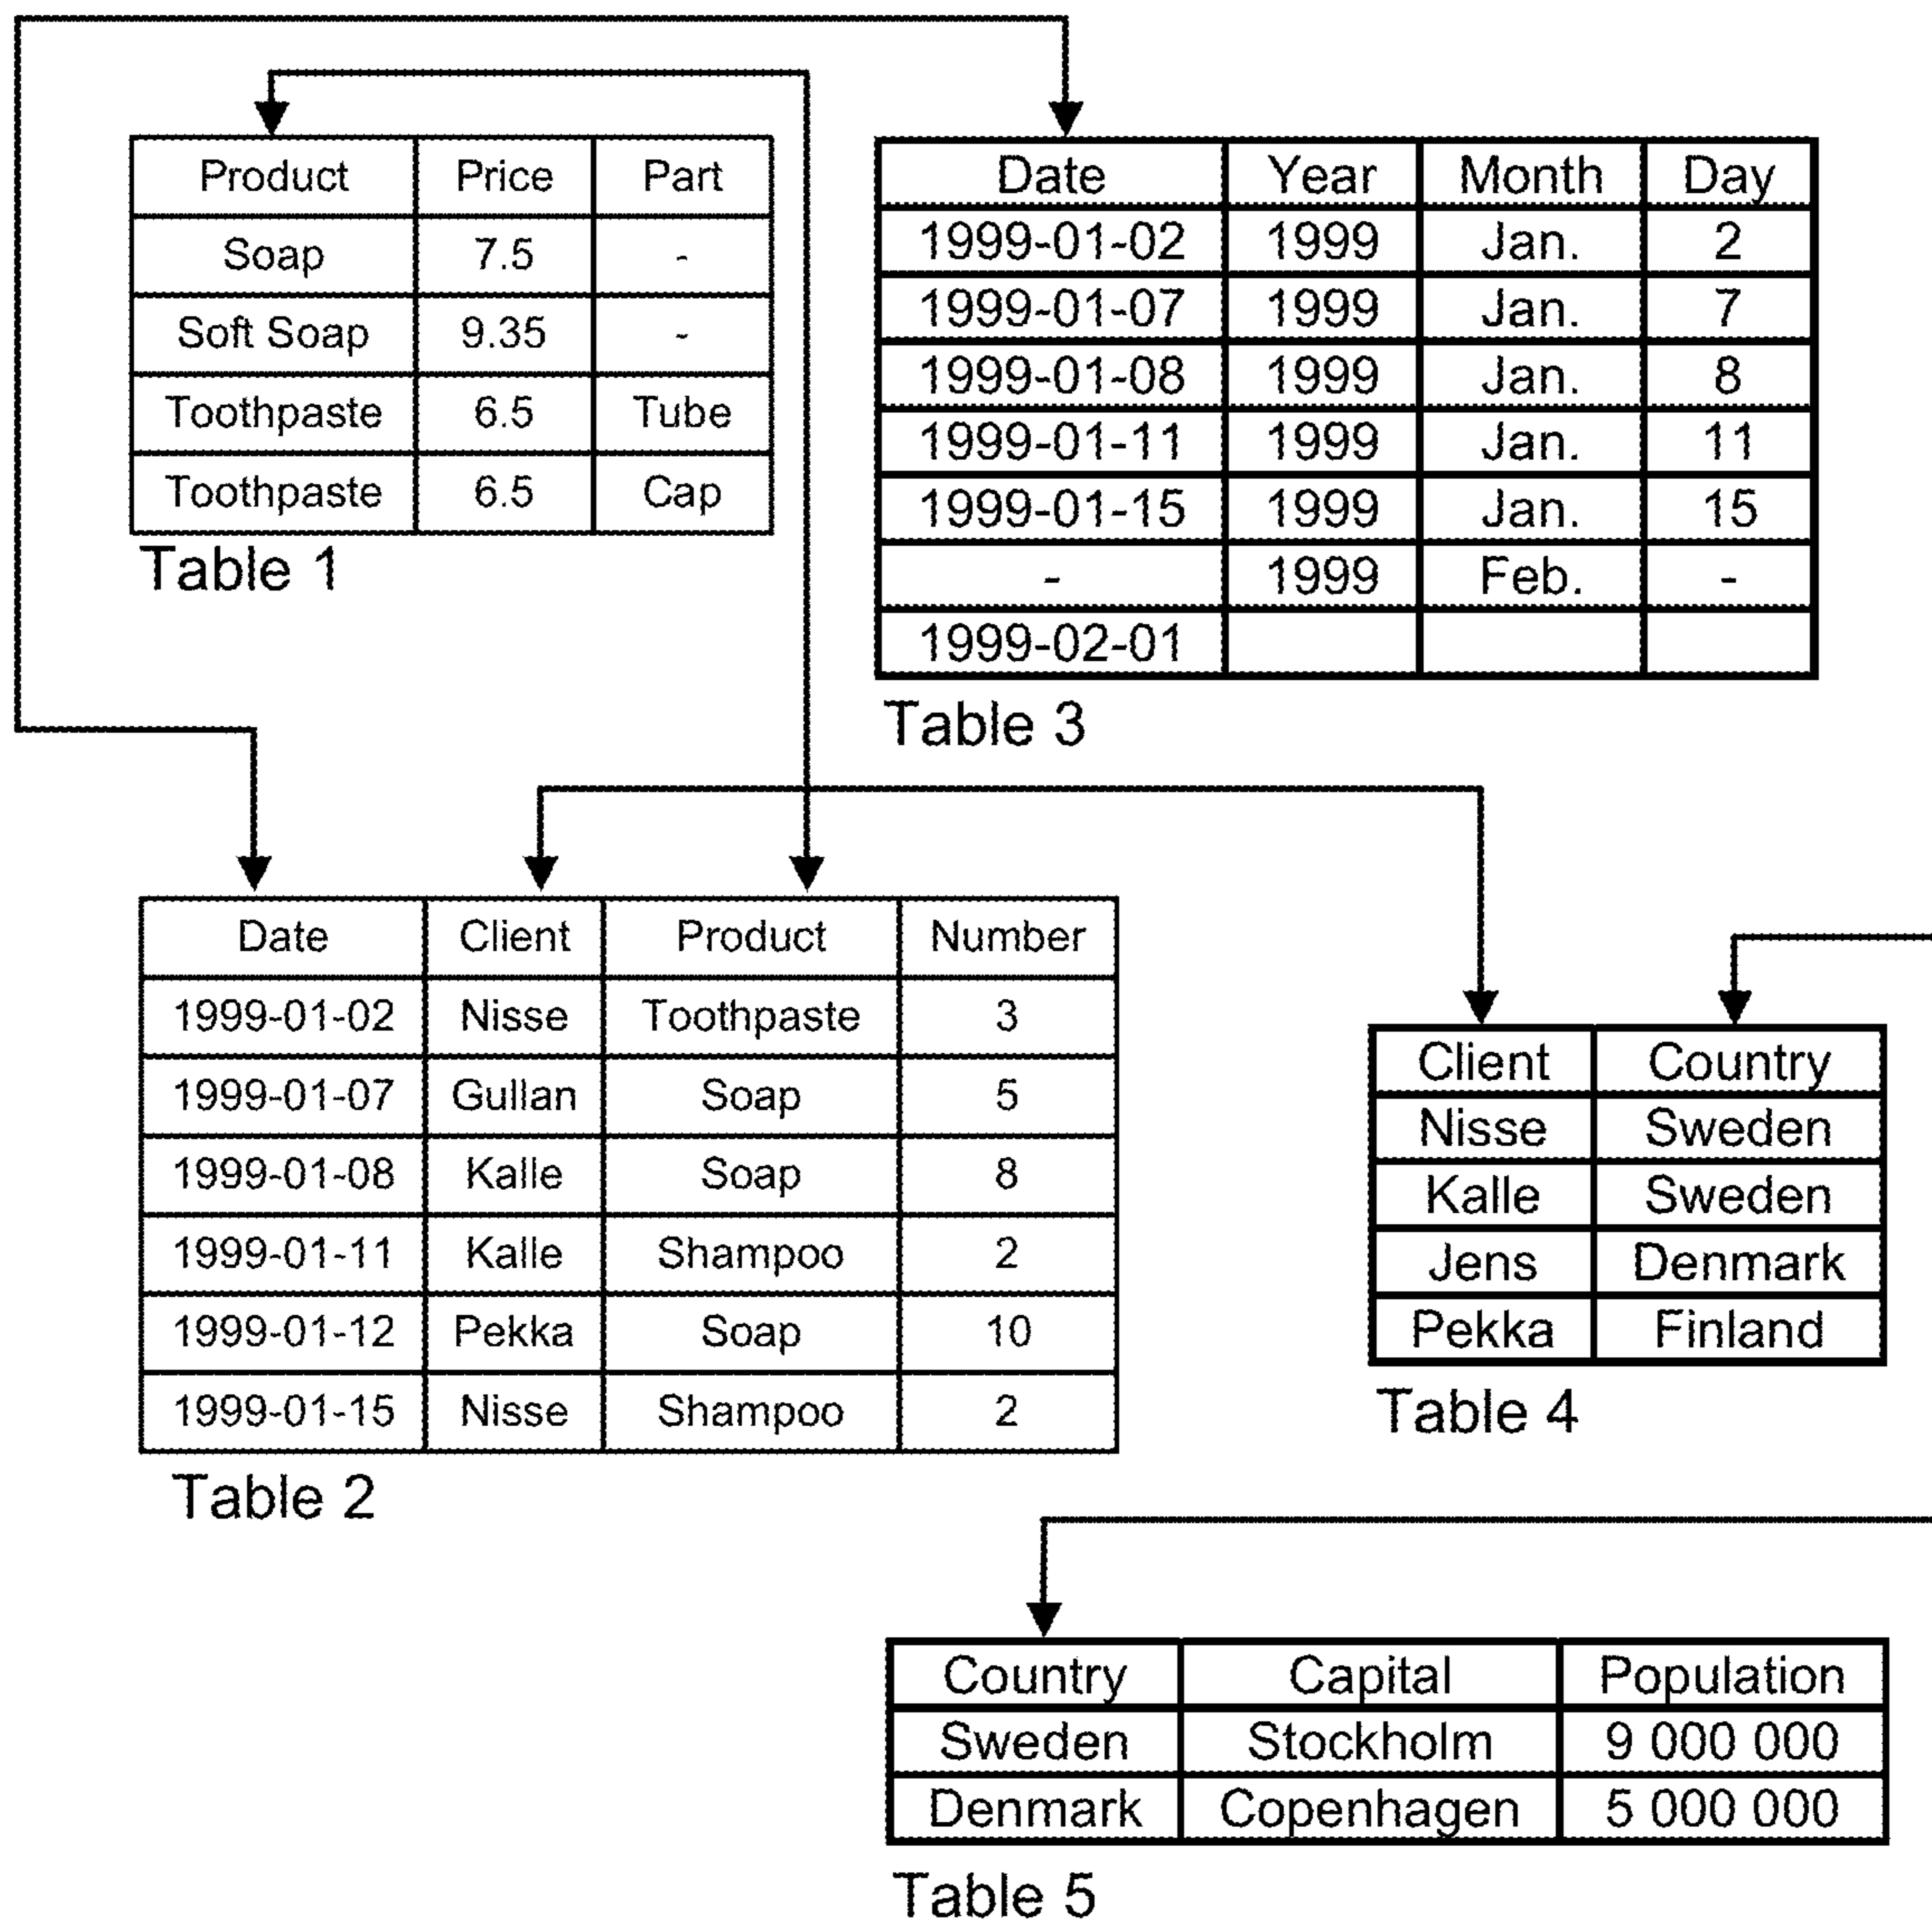 Product Price Part
Soap 7.5 -
Soft Soap 9.35 -
Toothpaste 6.5 Tube
Toothpaste 6.5 Cap
Table 1
Date Year Month Day
1999-01-02 1999 Jan. 2
1999-01-07 1999 Jan. 7
1999-01-08 1999 Jan. 8
1999-01-11 1999 Jan. 11
1999-01-15 1999 Jan. 15
- 1999 Feb. -
1999-02-01
Table 3
Date Client Product Number
1999-01-02 Nisse Toothpaste 3
1999-01-07 Gullan Soap 5
1999-01-08 Kalle Soap 8
1999-01-11 Kalle Shampoo 2
1999-01-12 Pekka Soap 10
1999-01-15 Nisse Shampoo 2
Table 2
Client Country
Nisse Sweden
Kalle Sweden
Jens Denmark
Pekka Finland
Table 4
Country Capital Population
Sweden Stockholm 9 000 000
Denmark Copenhagen 5 000 000
Table 5